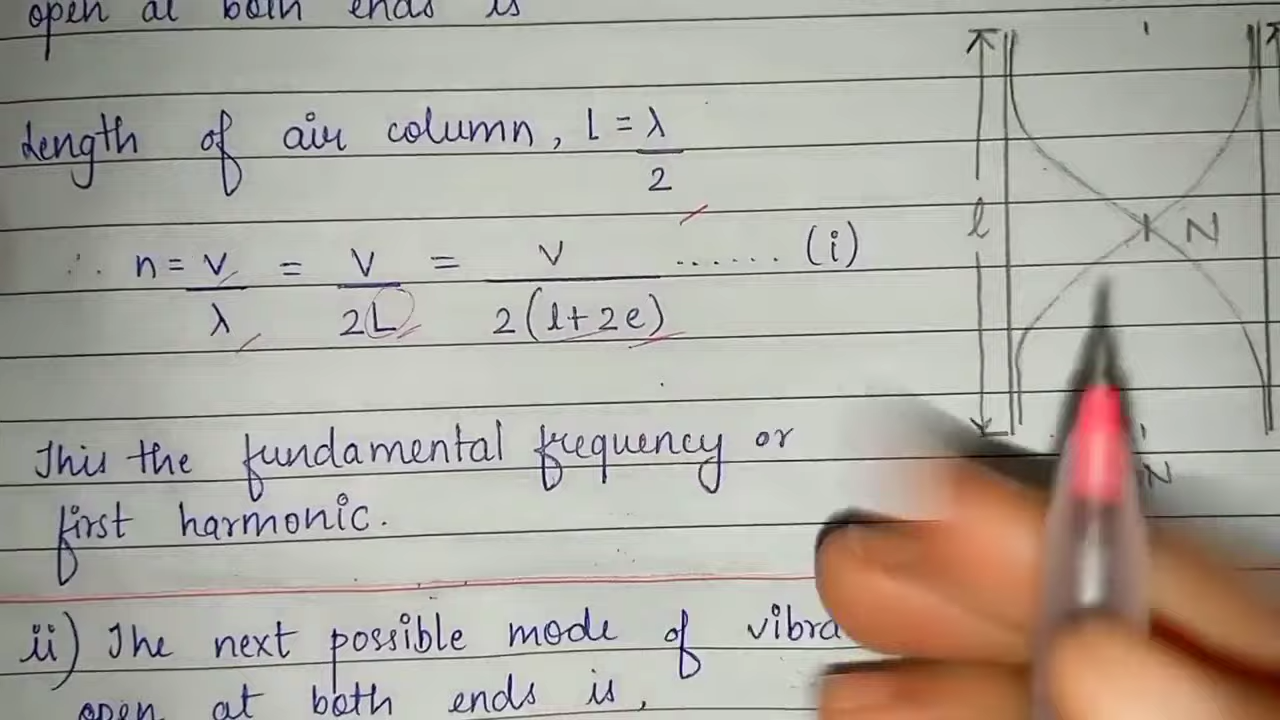 open at both ends is
Length of air column, L = λ/2
∴ n = v/λ = v/2L = v/2(l+2e) ...... (i)
l
N
N
This the fundamental frequency or
first harmonic.
ii) The next possible mode of
open at both ends is,